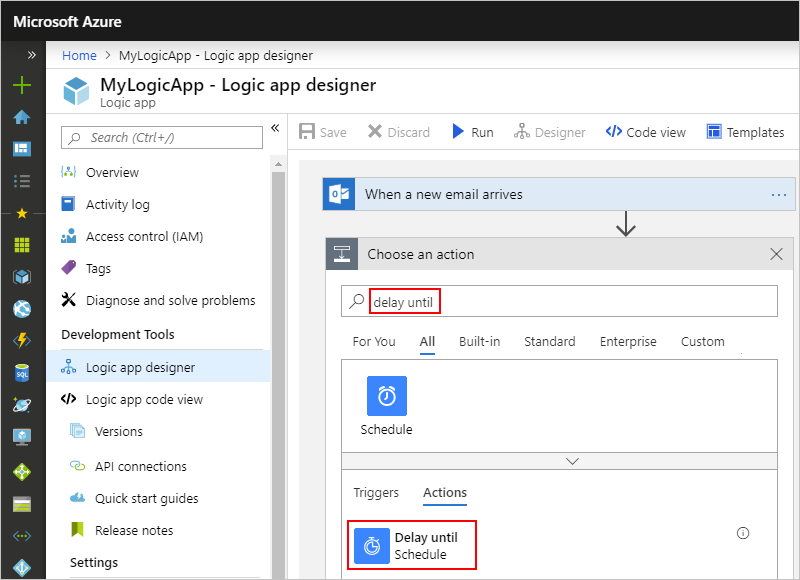 Microsoft Azure
Home > MyLogicApp - Logic app designer
MyLogicApp - Logic app designer
Logic app
Search (Ctrl+/)
Overview
Activity log
Access control (IAM)
Tags
Diagnose and solve problems
Development Tools
Logic app designer
Logic app code view
Versions
API connections
Quick start guides
Release notes
Settings
Save Discard Run Designer Code view Templates
When a new email arrives
Choose an action
delay until
For You All Built-in Standard Enterprise Custom
Schedule
Triggers Actions
Delay until
Schedule